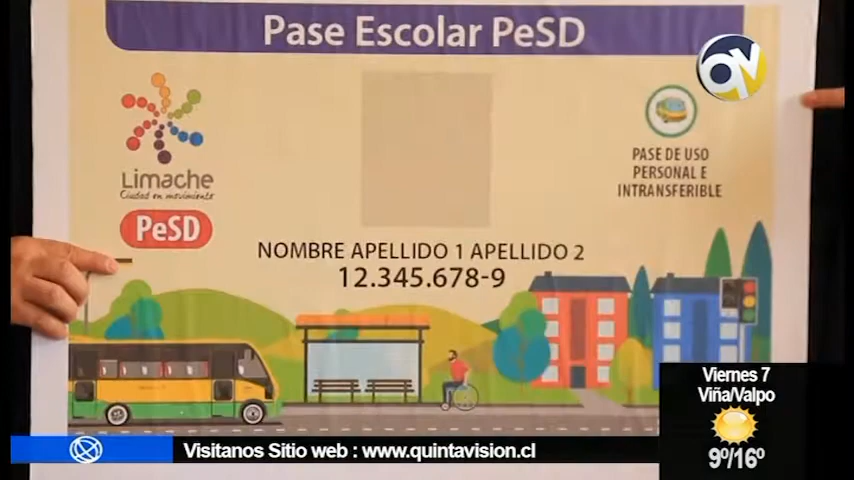 Pase Escolar PeSD
QV
Limache
Ciudad en movimiento
PeSD
PASE DE USO
PERSONAL E
INTRANSFERIBLE
NOMBRE APELLIDO 1 APELLIDO 2
12.345.678-9
Viernes 7
Viña/Valpo
9º/16º
Visitanos Sitio web : www.quintavision.cl